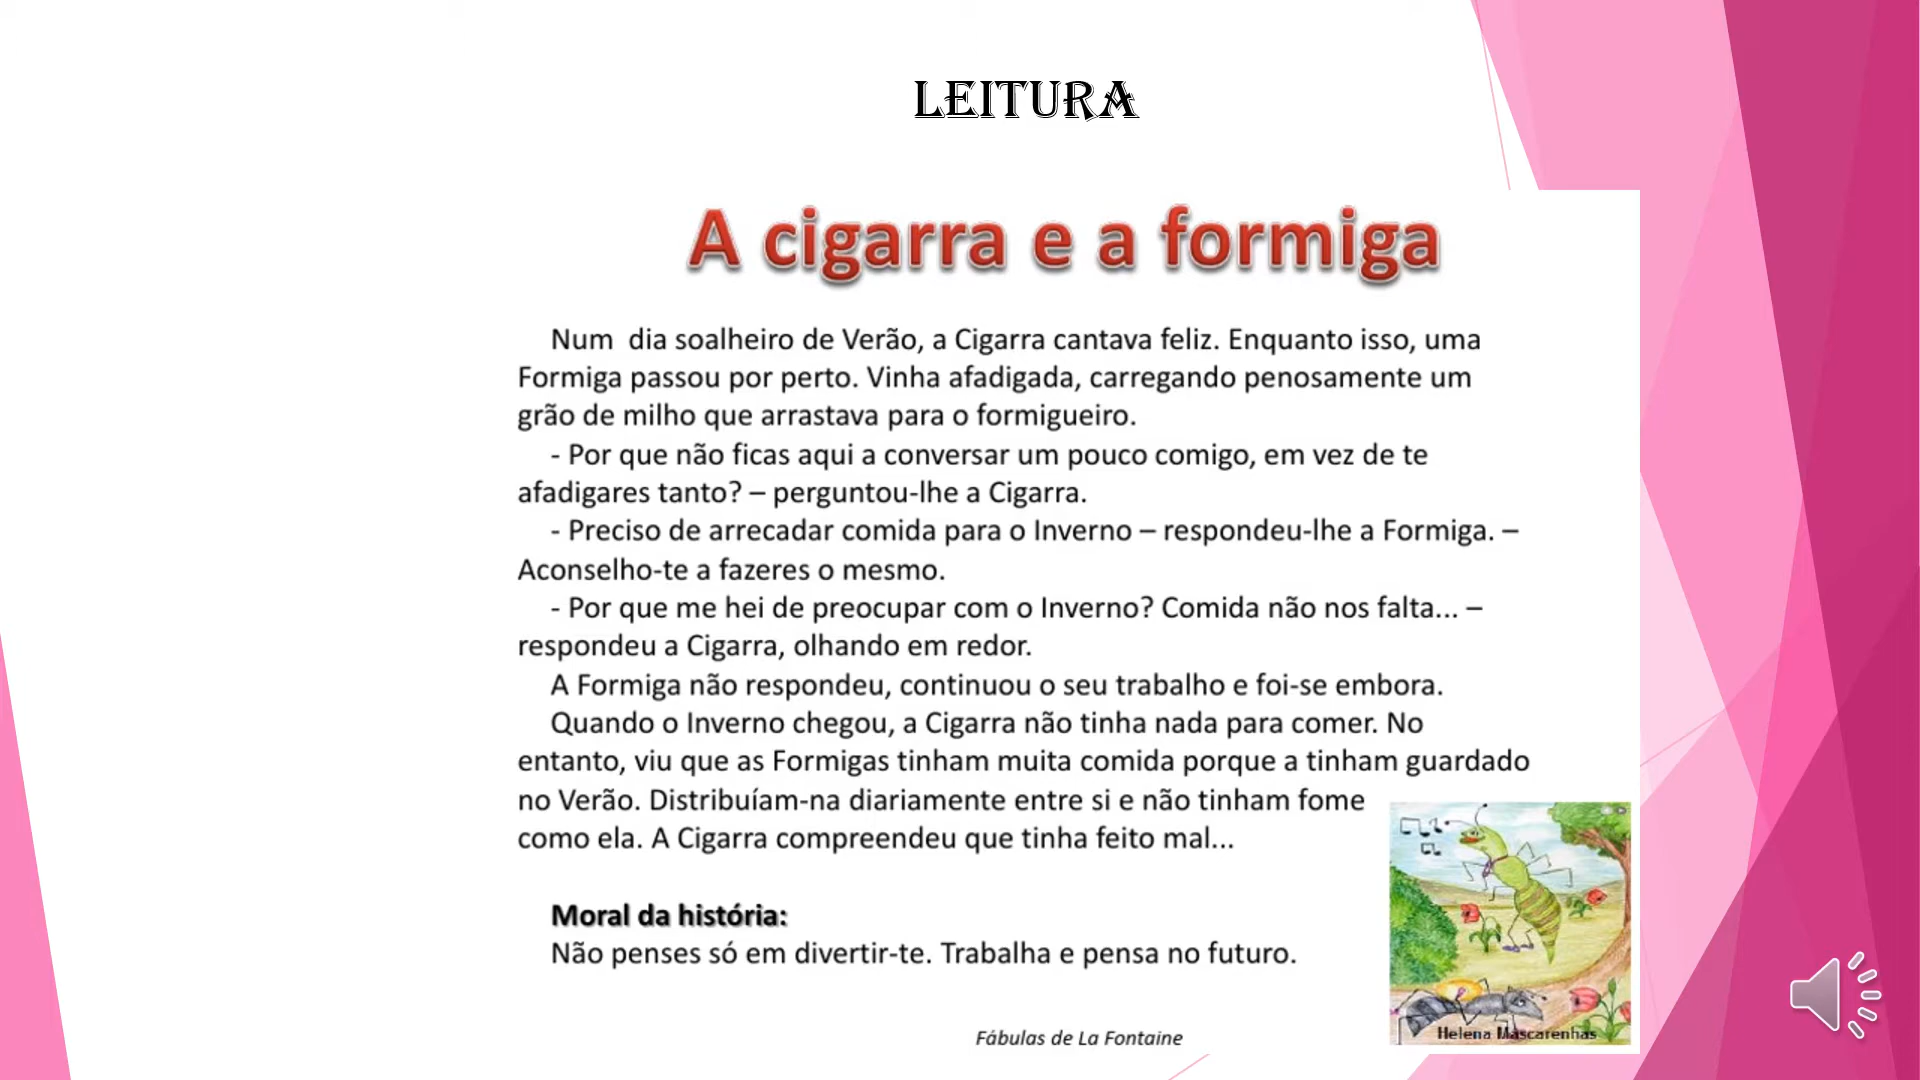 LEITURA
A cigarra e a formiga
Num dia soalheiro de Verão, a Cigarra cantava feliz. Enquanto isso, uma
Formiga passou por perto. Vinha afadigada, carregando penosamente um
grão de milho que arrastava para o formigueiro.
- Por que não ficas aqui a conversar um pouco comigo, em vez de te
afadigares tanto? – perguntou-lhe a Cigarra.
- Preciso de arrecadar comida para o Inverno – respondeu-lhe a Formiga. –
Aconselho-te a fazeres o mesmo.
- Por que me hei de preocupar com o Inverno? Comida não nos falta... –
respondeu a Cigarra, olhando em redor.
A Formiga não respondeu, continuou o seu trabalho e foi-se embora.
Quando o Inverno chegou, a Cigarra não tinha nada para comer. No
entanto, viu que as Formigas tinham muita comida porque a tinham guardado
no Verão. Distribuíam-na diariamente entre si e não tinham fome
como ela. A Cigarra compreendeu que tinha feito mal...
Moral da história:
Não penses só em divertir-te. Trabalha e pensa no futuro.
Fábulas de La Fontaine
Helena Mascarenhas